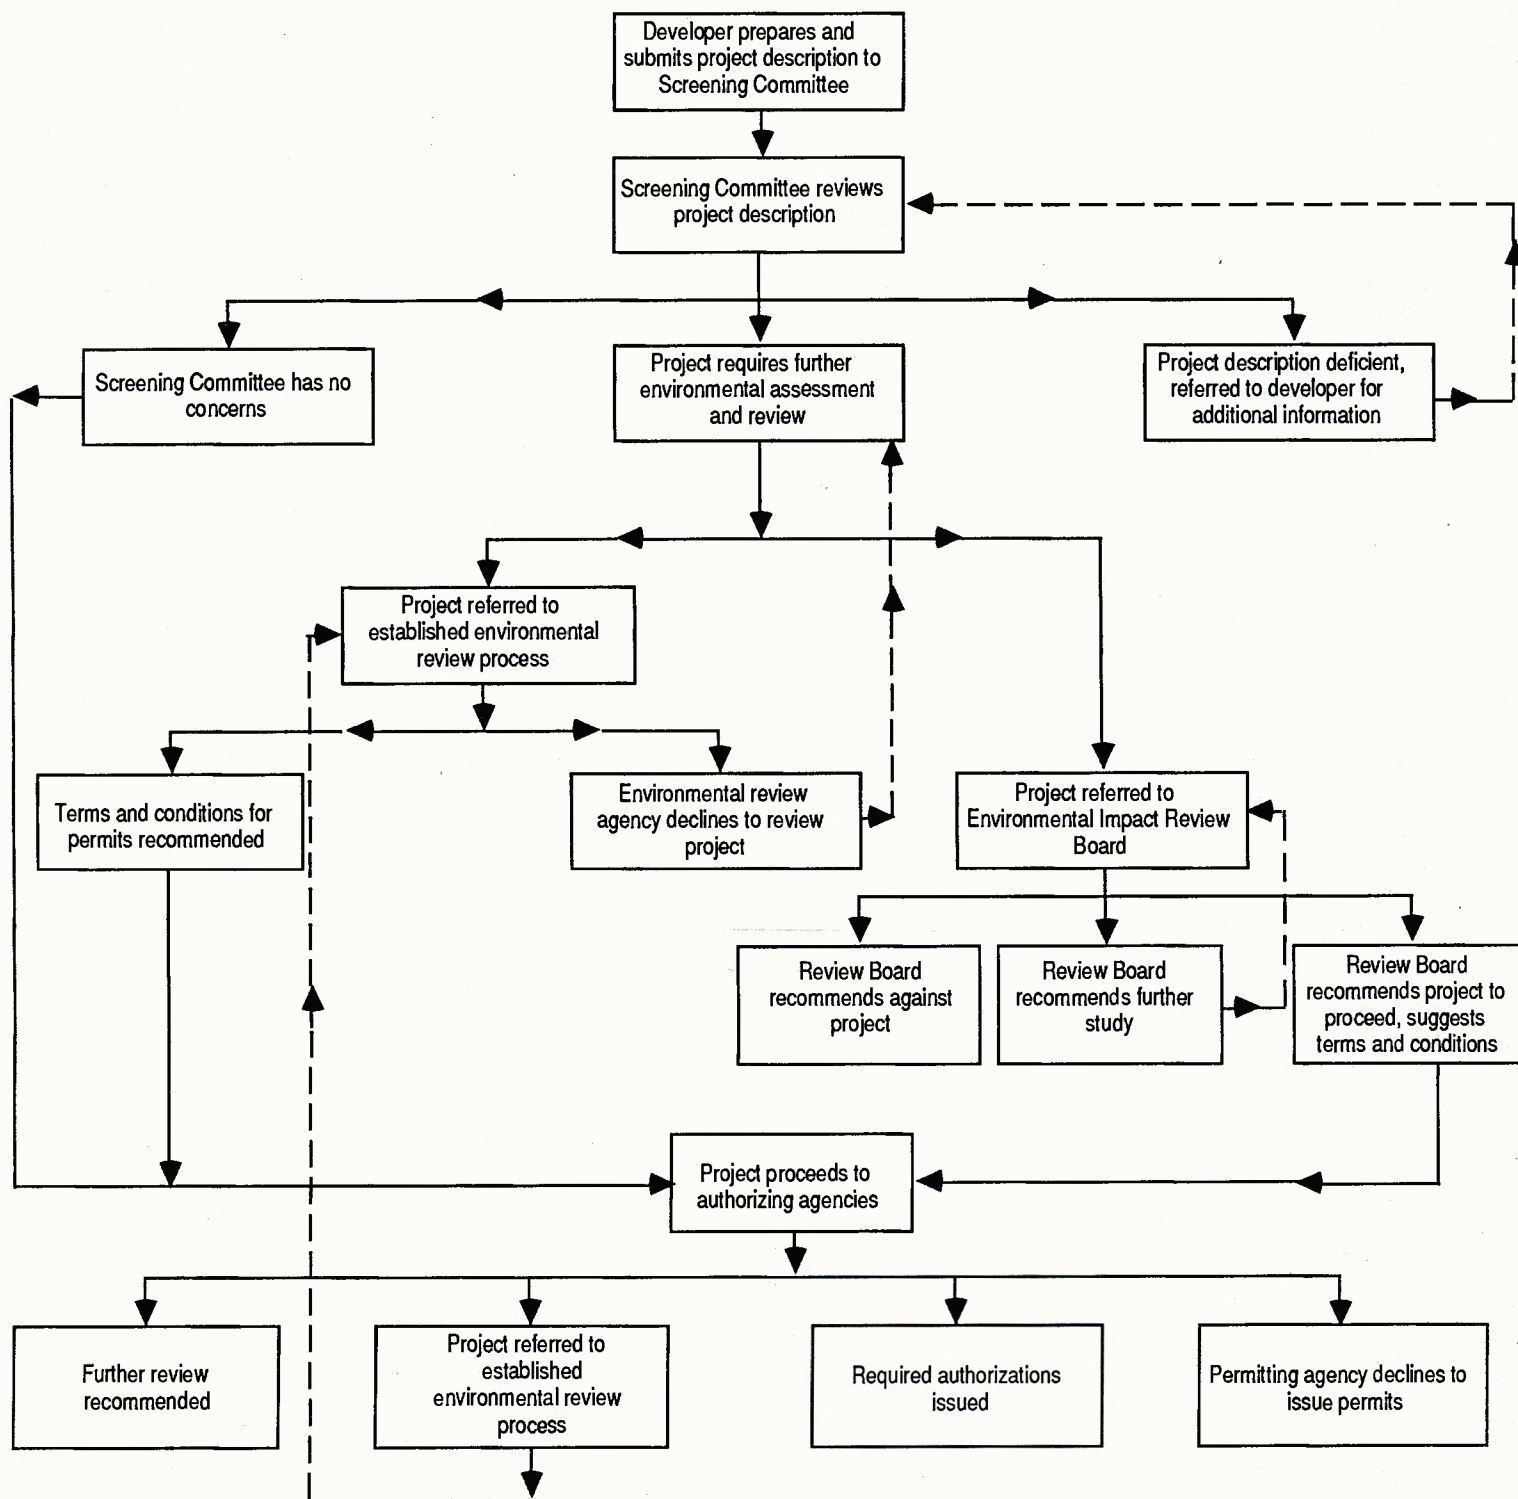 Developer prepares and
submits project description to
Screening Committee
Screening Committee reviews
project description
Screening Committee has no
concerns
Project requires further
environmental assessment
and review
Project description deficient,
referred to developer for
additional information
Project referred to
established environmental
review process
Terms and conditions for
permits recommended
Environmental review
agency declines to review
project
Project referred to
Environmental Impact Review
Board
Review Board
recommends against
project
Review Board
recommends further
study
Review Board
recommends project to
proceed, suggests
terms and conditions
Project proceeds to
authorizing agencies
Further review
recommended
Project referred to
established
environmental review
process
Required authorizations
issued
Permitting agency declines to
issue permits